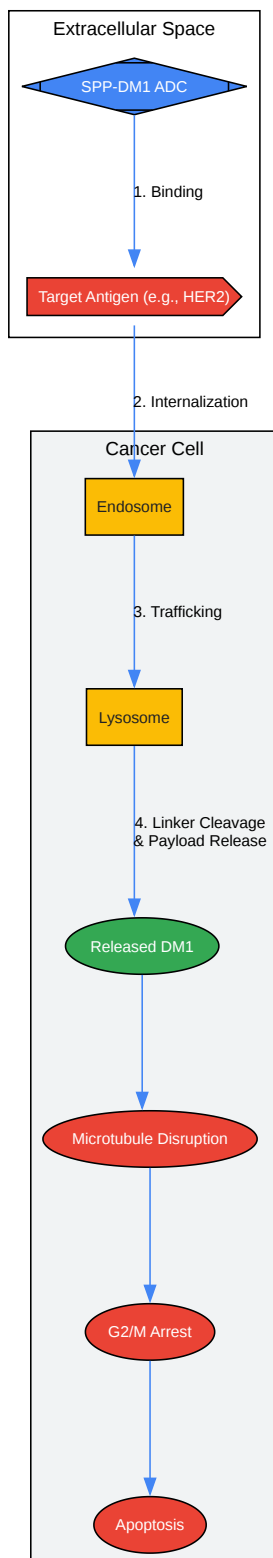 Extracellular Space
SPP-DM1 ADC
1. Binding
Target Antigen (e.g., HER2)
2. Internalization
Cancer Cell
Endosome
3. Trafficking
Lysosome
4. Linker Cleavage
& Payload Release
Released DM1
Microtubule Disruption
G2/M Arrest
Apoptosis